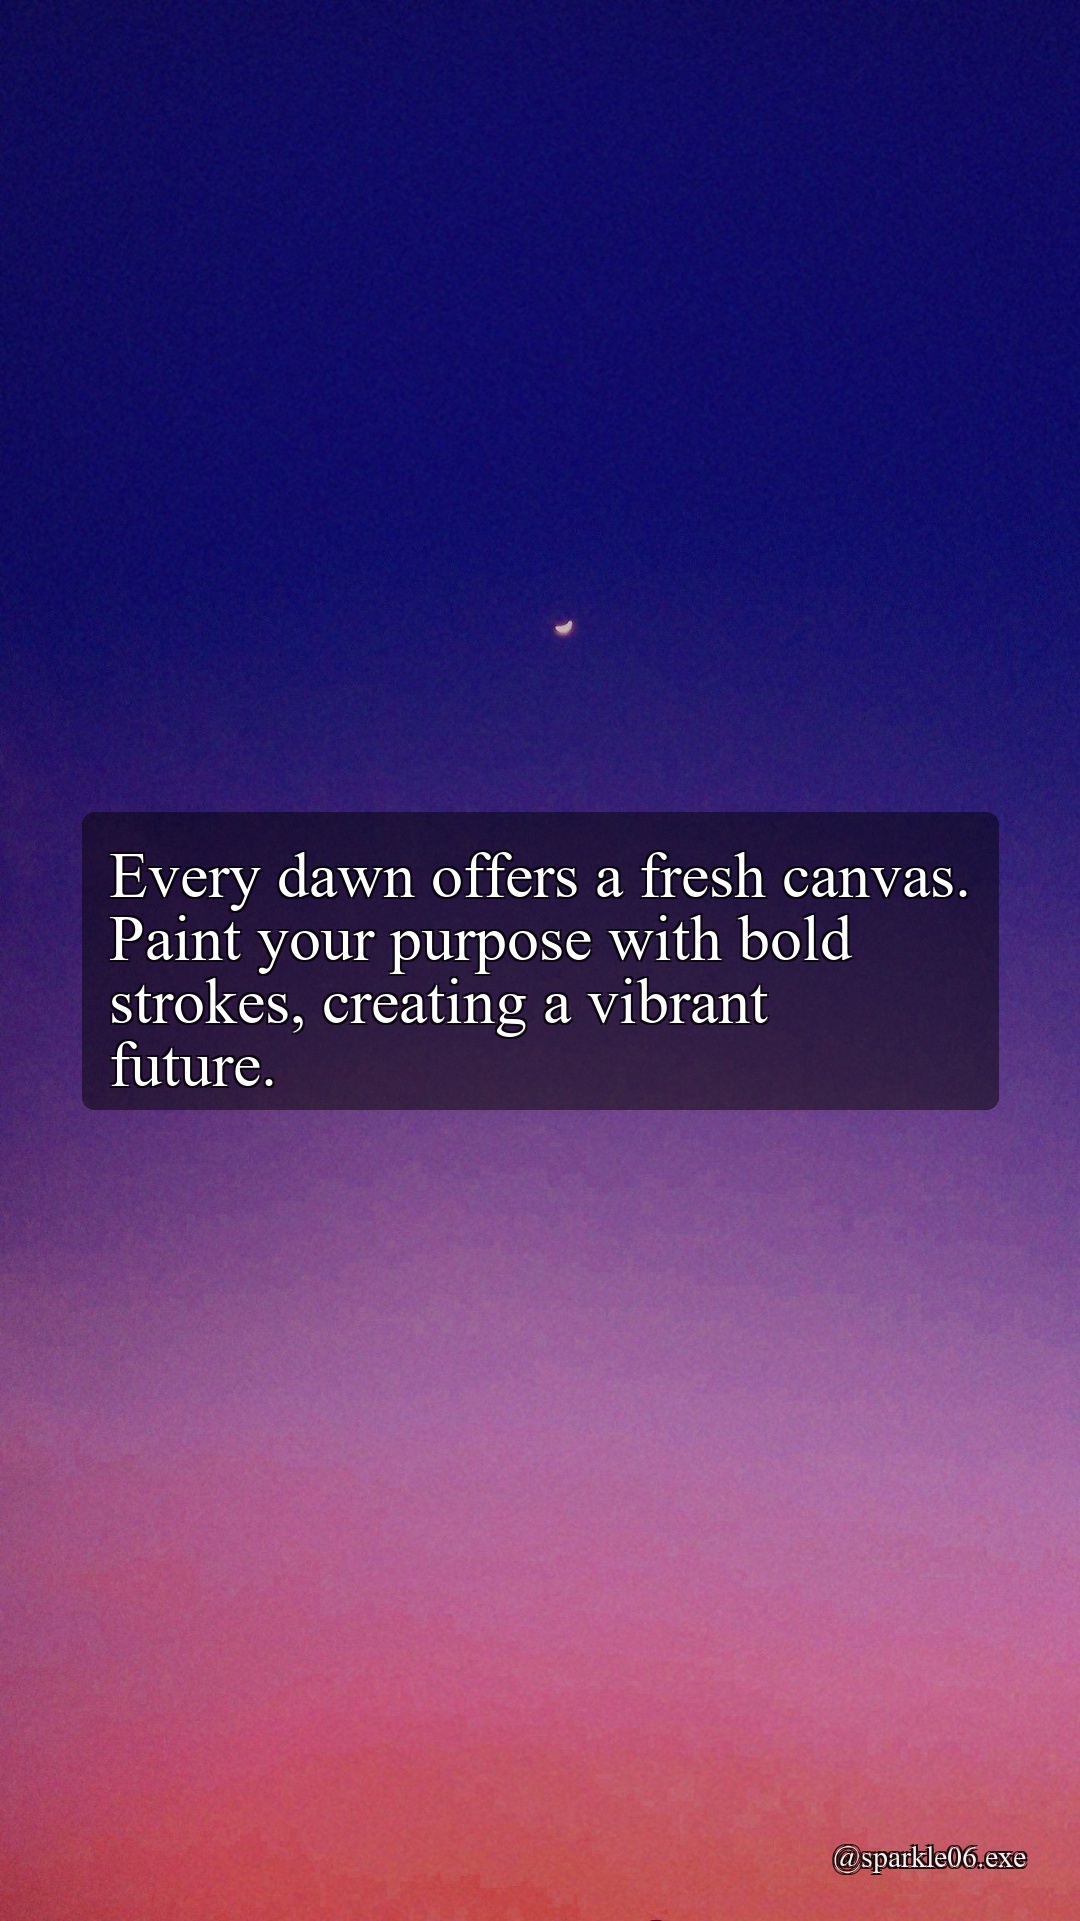 Every dawn offers a fresh canvas.
Paint your purpose with bold
strokes, creating a vibrant
future.
@sparkle06.exe